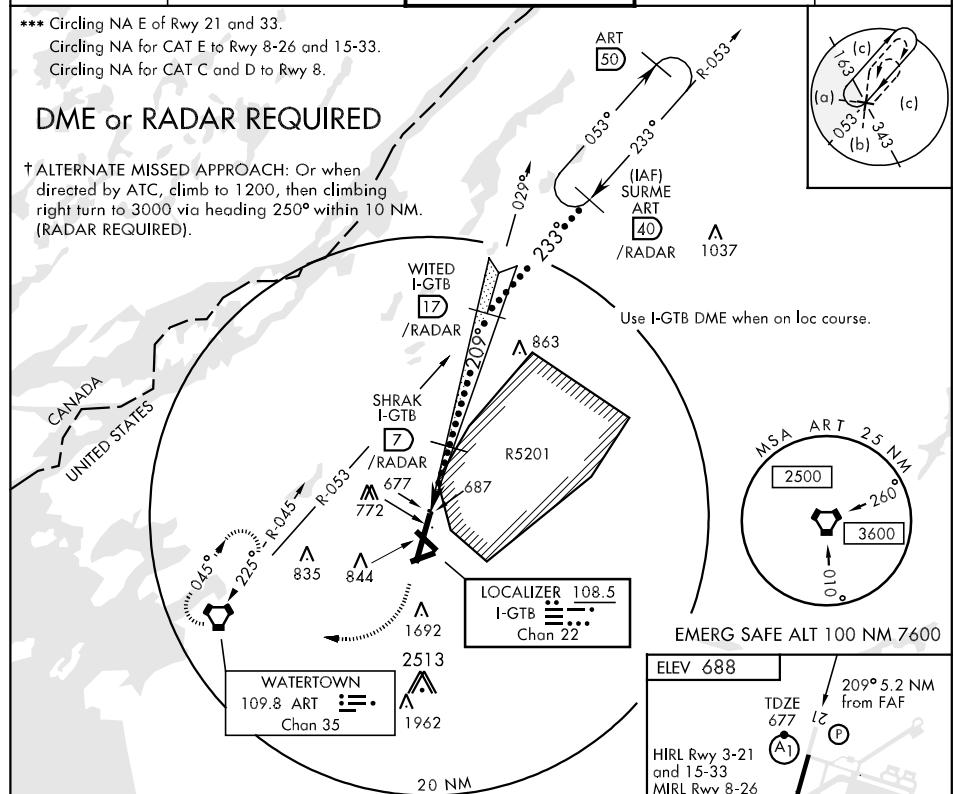 *** Circling NA E of Rwy 21 and 33.
Circling NA for CAT E to Rwy 8-26 and 15-33.
Circling NA for CAT C and D to Rwy 8.
DME or RADAR REQUIRED
† ALTERNATE MISSED APPROACH: Or when
directed by ATC, climb to 1200, then climbing
right turn to 3000 via heading 250° within 10 NM.
(RADAR REQUIRED).
ART
50
R-053
053°
233°
(IAF)
SURME
ART
40
/RADAR
1037
029°
233°
163
(c)
(a)
(c)
053
(b)
343
WITED
I-GTB
17
/RADAR
209°
863
Use I-GTB DME when on loc course.
CANADA
UNITED STATES
SHRAK
I-GTB
7
/RADAR
R5201
677
687
772
R-053
R-045
045°
225°
835
844
1692
2513
1962
MSA ART 25 NM
2500
260°
3600
010°
LOCALIZER 108.5
I-GTB
Chan 22
EMERG SAFE ALT 100 NM 7600
WATERTOWN
109.8 ART
Chan 35
20 NM
ELEV 688
209° 5.2 NM
from FAF
TDZE
677
21
A1
P
HIRL Rwy 3-21
and 15-33
MIRL Rwy 8-26